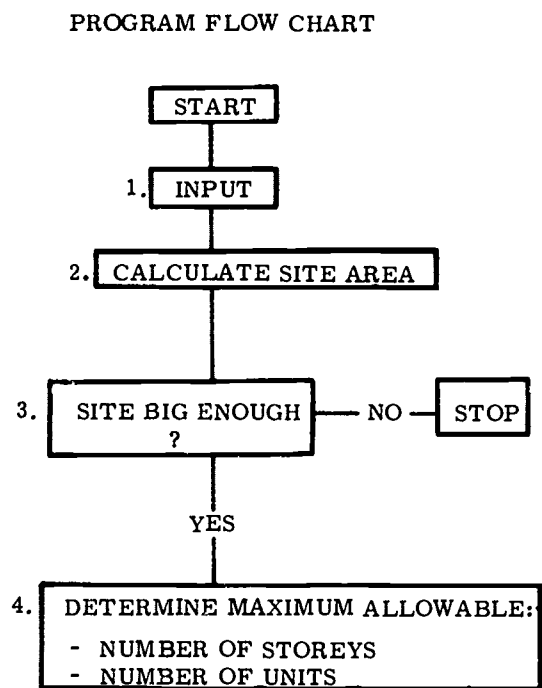 PROGRAM FLOW CHART
START
1. INPUT
2. CALCULATE SITE AREA
3. SITE BIG ENOUGH — NO — STOP
?
YES
4. DETERMINE MAXIMUM ALLOWABLE:
- NUMBER OF STOREYS
- NUMBER OF UNITS